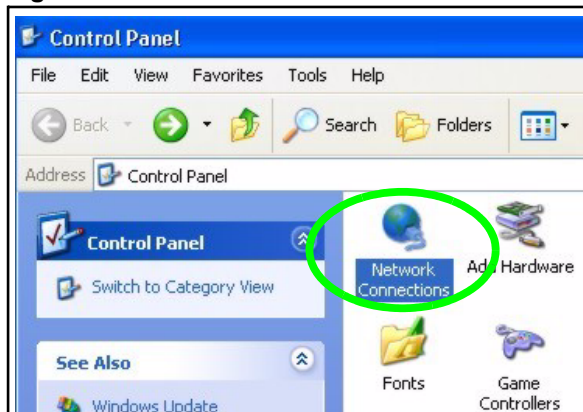 Control Panel
File Edit View Favorites Tools Help
Back Search Folders
Address Control Panel
Control Panel
Switch to Category View
See Also
Windows Update
Network
Connections
Add Hardware
Fonts
Game
Controllers